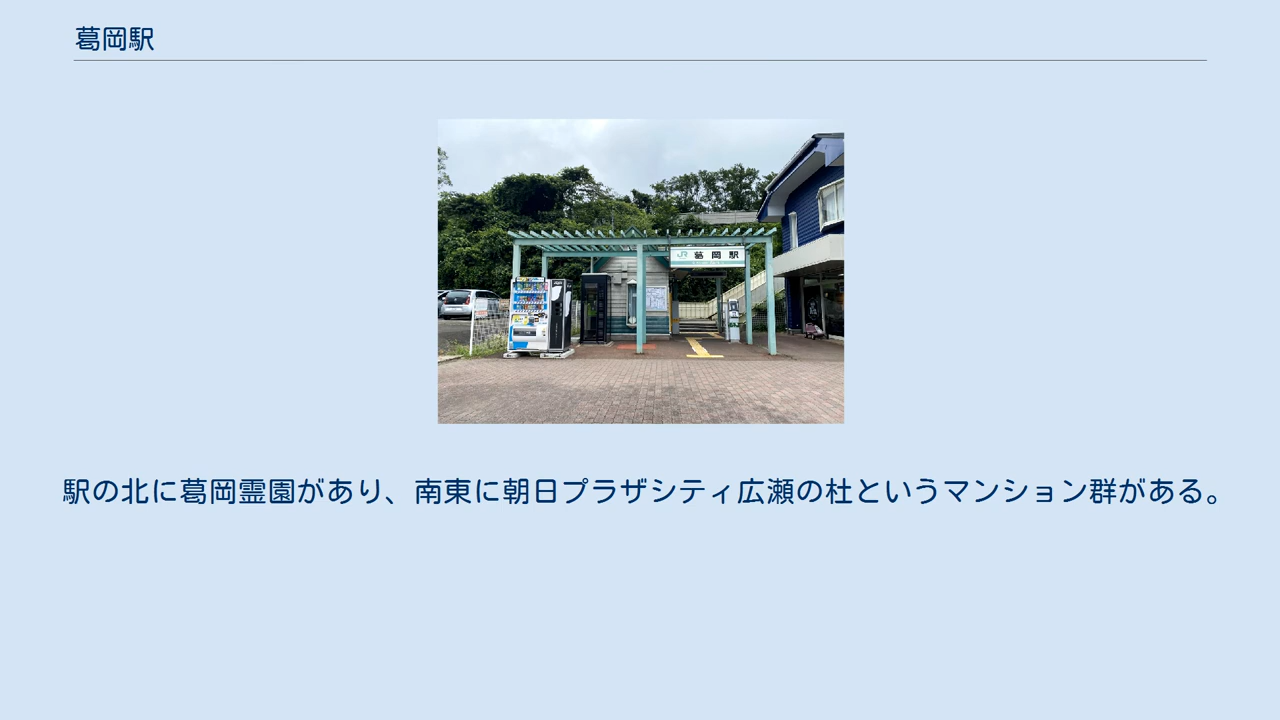 葛岡駅
JR 葛岡駅
駅の北に葛岡霊園があり、南東に朝日プラザシティ広瀬の杜というマンション群がある。